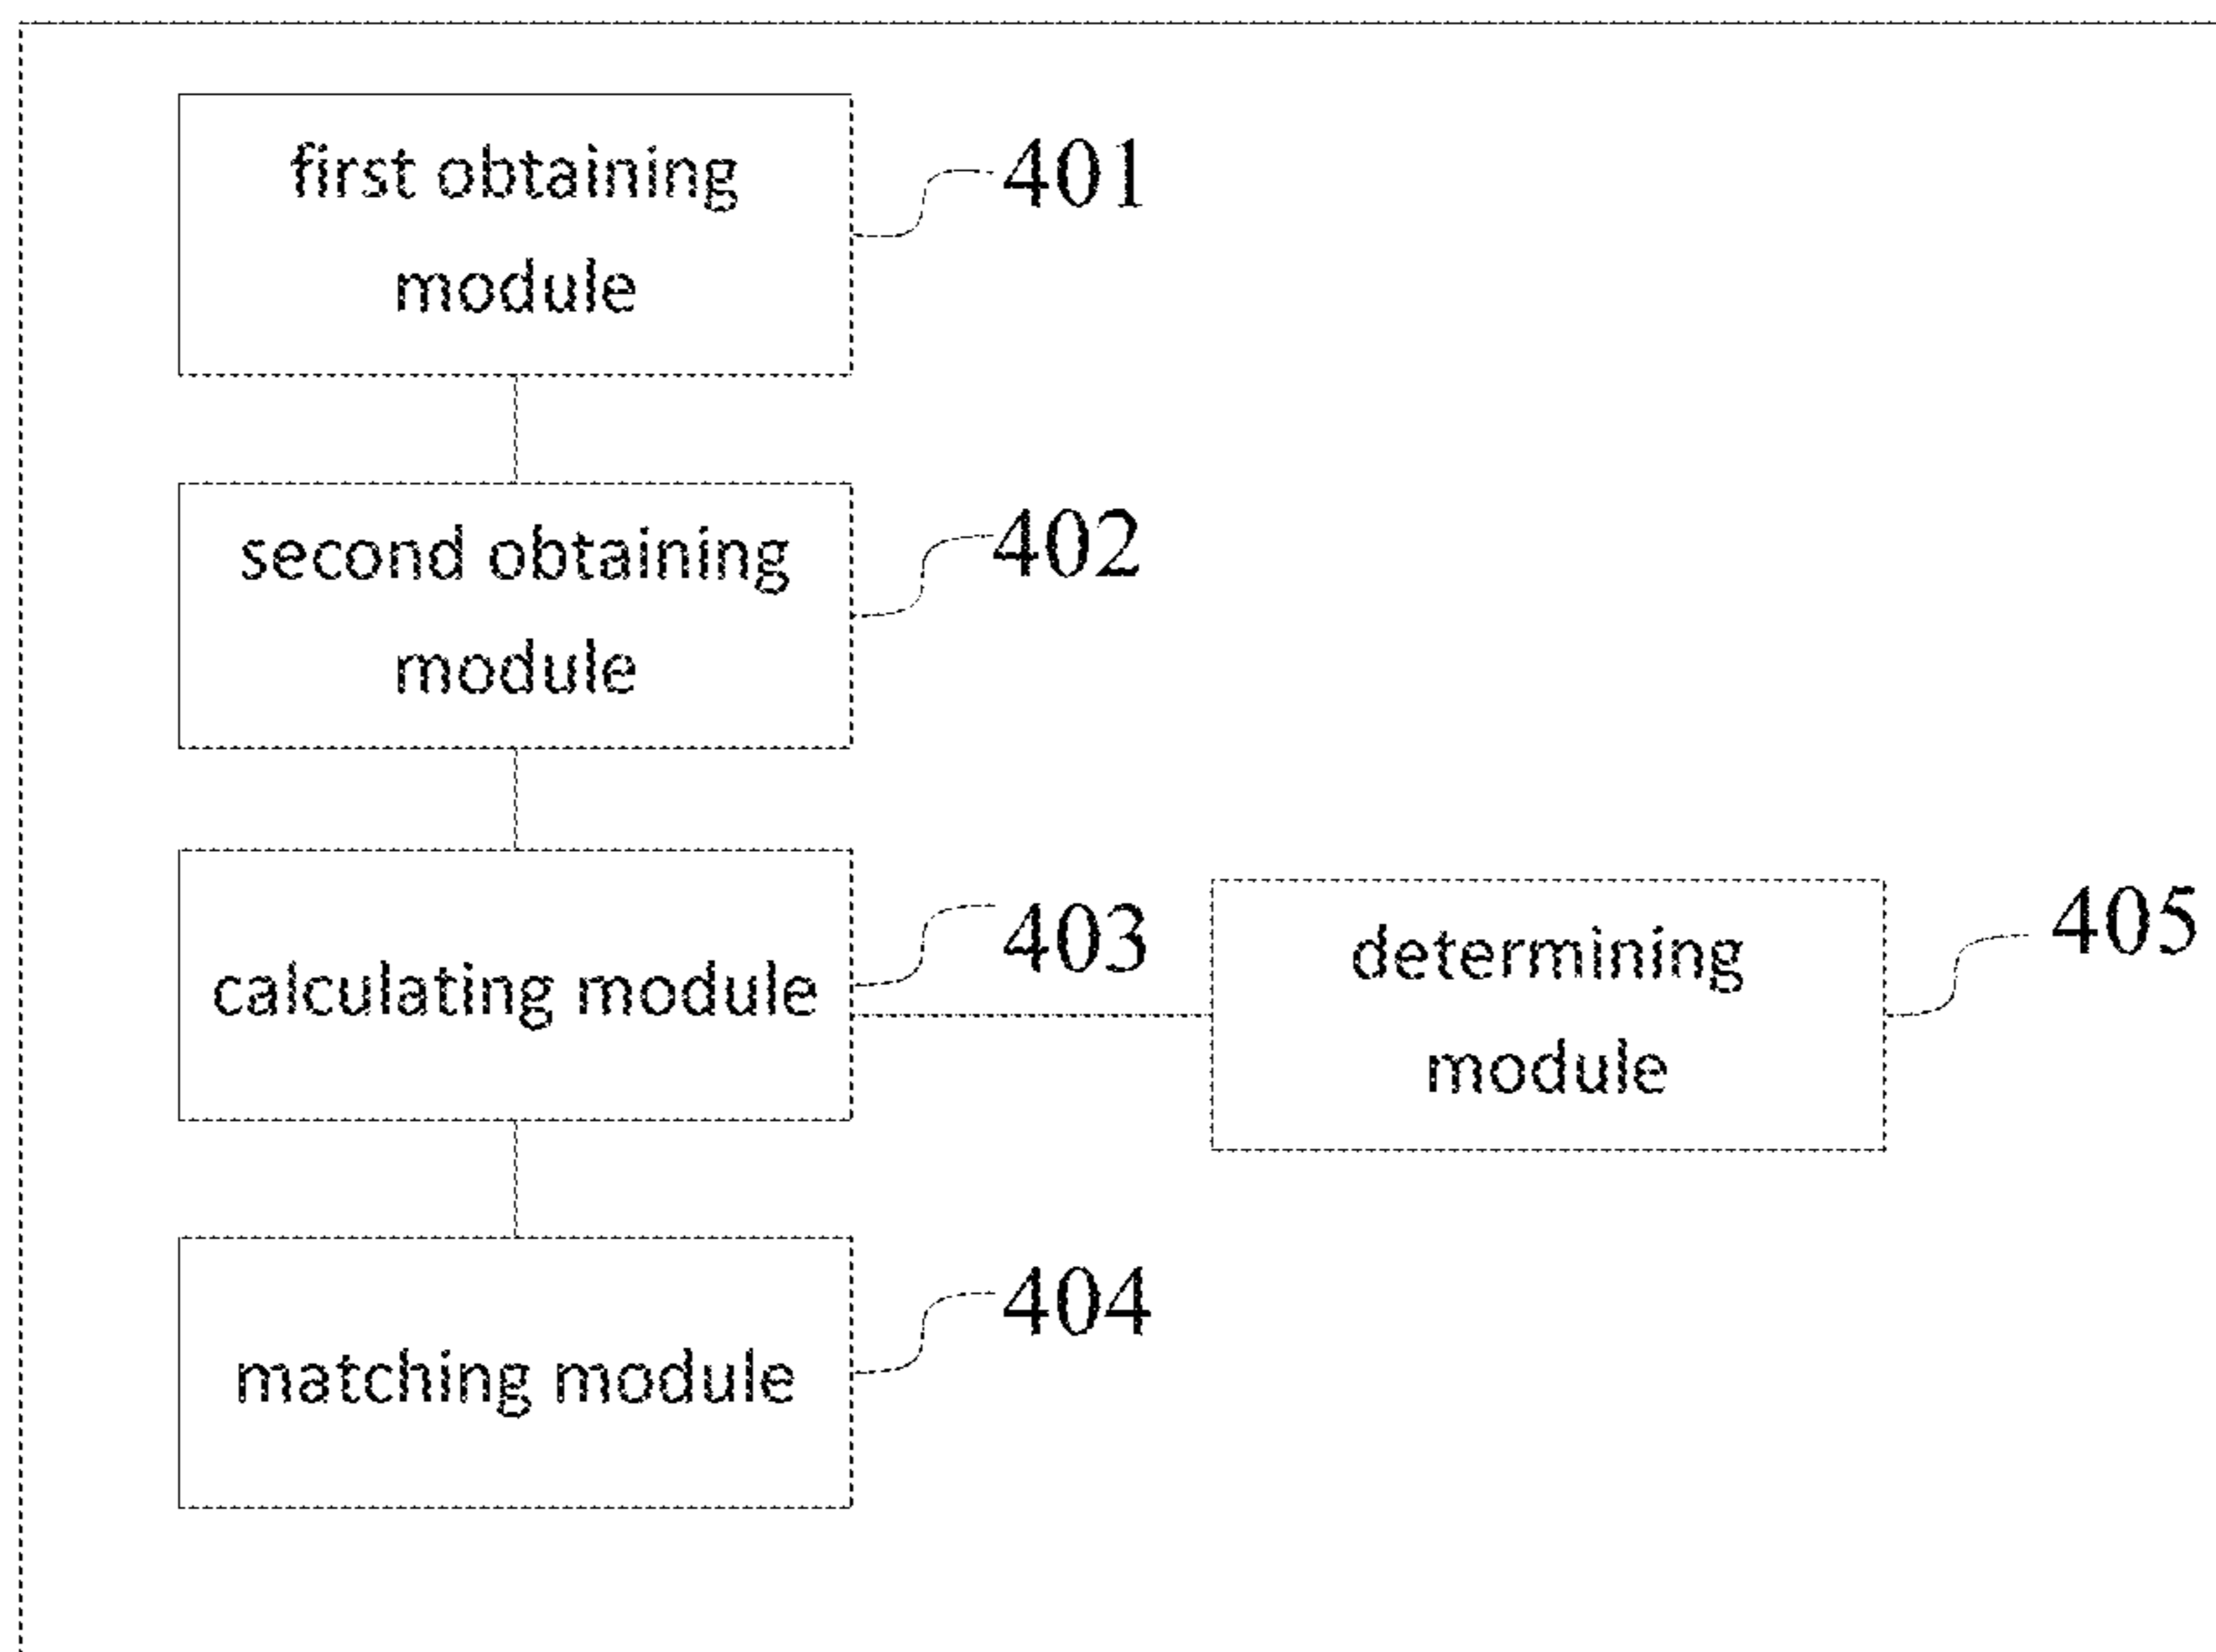 first obtaining
module
401
second obtaining
module
402
calculating module
403
determining
module
405
matching module
404